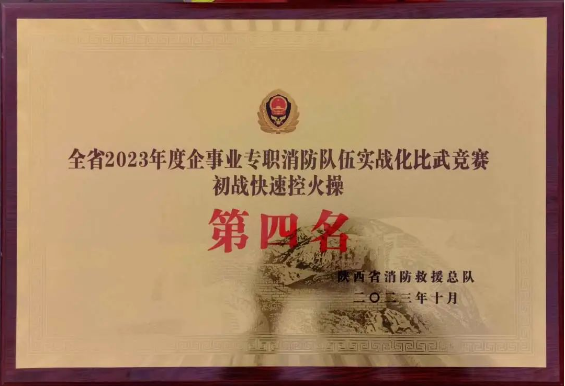 全省2023年度企事业专职消防队伍实战化比武竞赛
初战快速控火操
第四名
陕西省消防救援总队
二〇二三年十月